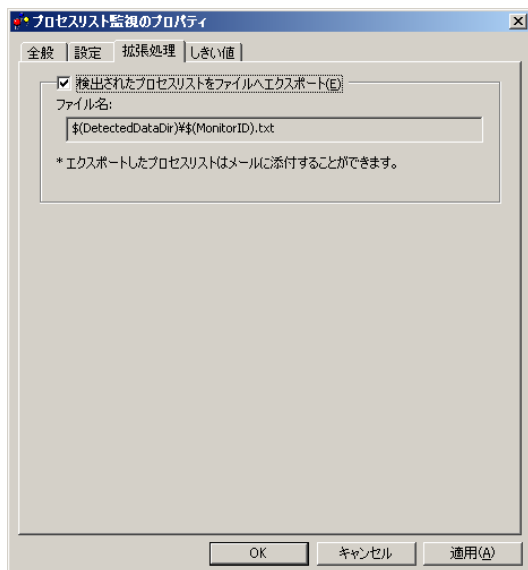 プロセスリスト監視のプロパティ
全般 設定 拡張処理 しきい値
検出されたプロセスリストをファイルへエクスポート(E)
ファイル名:
$(DetectedDataDir)¥$(MonitorID).txt
*エクスポートしたプロセスリストはメールに添付することができます。
OK キャンセル 適用(A)